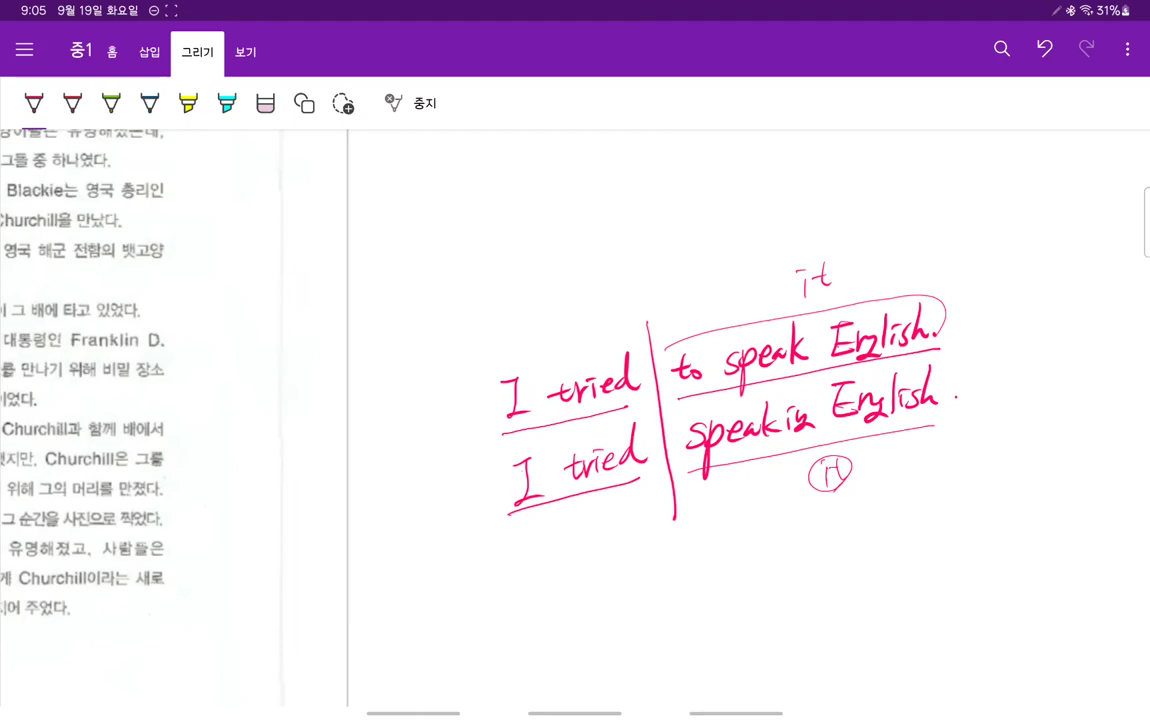 9:05 9월 19일 화요일 31%
중1 홈 삽입 그리기 보기
중지
그들 중 하나였다.
Blackie는 영국 총리인
Churchill을 만났다.
영국 해군 전함의 뱃고양
그 배에 타고 있었다.
대통령인 Franklin D.
를 만나기 위해 비밀 장소
이었다.
Churchill과 함께 배에서
했지만, Churchill은 그를
위해 그의 머리를 만졌다.
그 순간을 사진으로 찍었다.
유명해졌고, 사람들은
게 Churchill이라는 새로
지어 주었다.
it
I tried to speak English.
I tried speakin English.
it